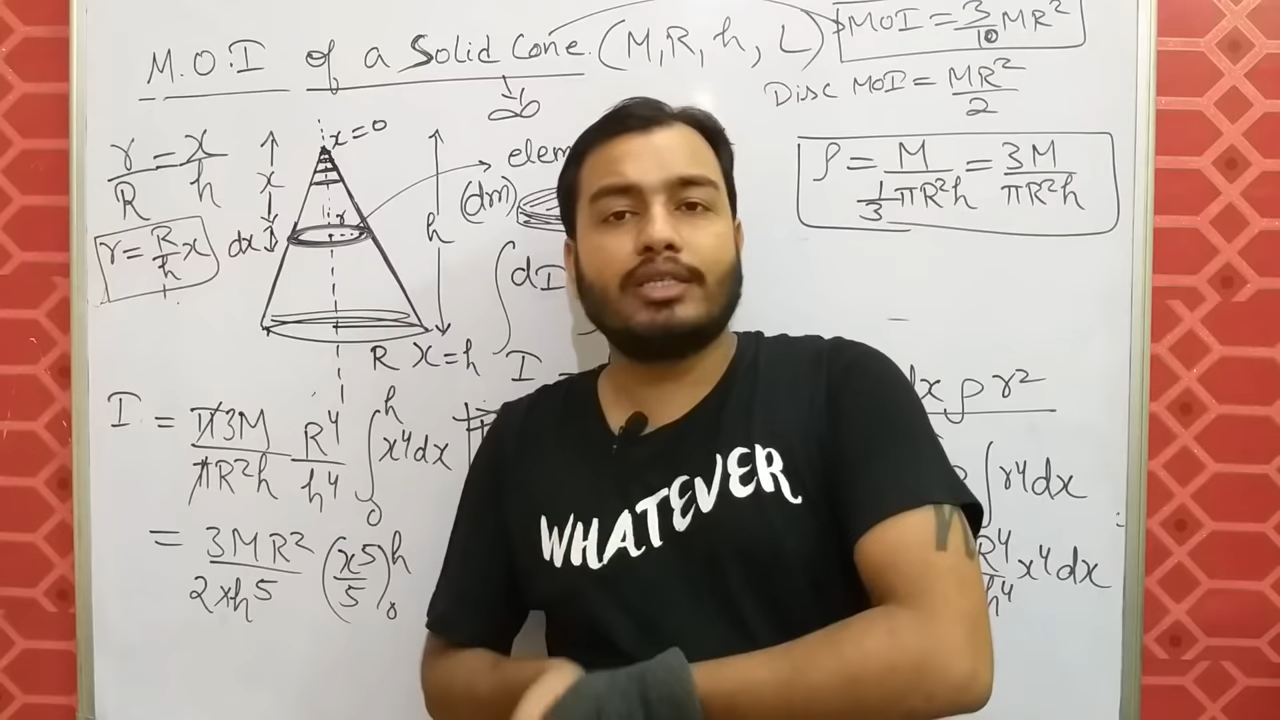 M.O.I of a Solid Cone. (M, R, h, L)
MOI = 3/10 MR²
Disc MOI = MR²/2
r/R = x/h
x = 0
x
elem
(dm)
ρ = M / ⅓πR²h = 3M / πR²h
r = R/h x
dx
r
h
∫dI
R x = h
I =
dx ρ r²
I = π3M/πR²h R⁴/h⁴ ∫₀ʰ x⁴dx
∫r⁴dx
= 3MR²/2×h⁵ (x⁵/5)₀ʰ
R⁴/h⁴ x⁴dx
WHATEVER